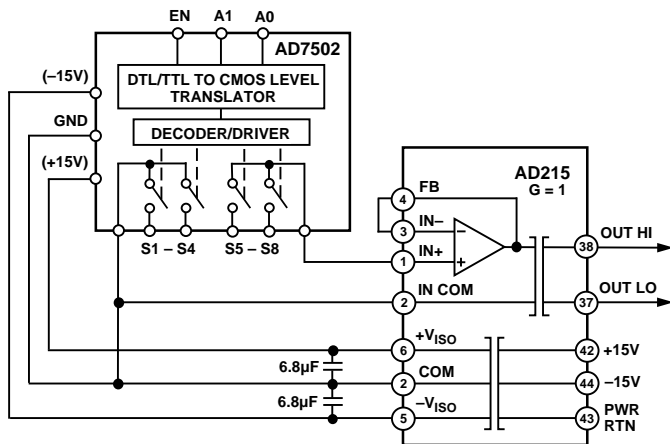 EN A1 A0
AD7502
(–15V)
DTL/TTL TO CMOS LEVEL
TRANSLATOR
GND
DECODER/DRIVER
(+15V)
S1 – S4 S5 – S8
AD215
G = 1
4 FB
3 IN–
–
1 IN+
+
38 OUT HI
2 IN COM
37 OUT LO
6 +VISO
42 +15V
6.8µF
2 COM
44 –15V
6.8µF
5 –VISO
43 PWR
RTN